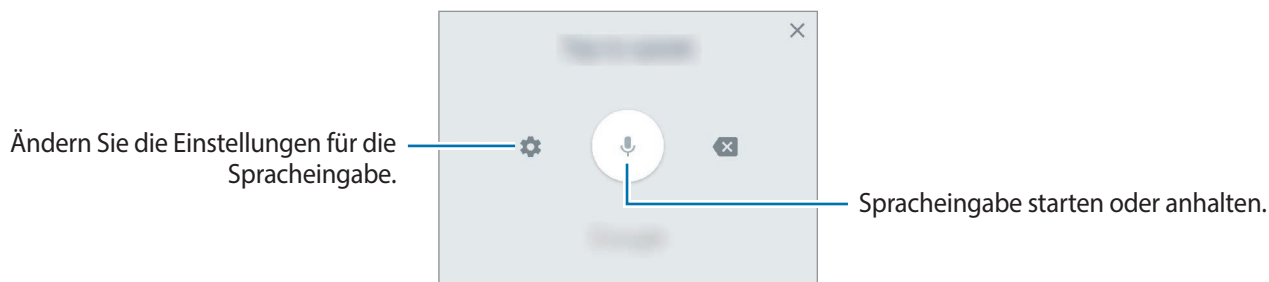 Ändern Sie die Einstellungen für die
Spracheingabe.
Spracheingabe starten oder anhalten.